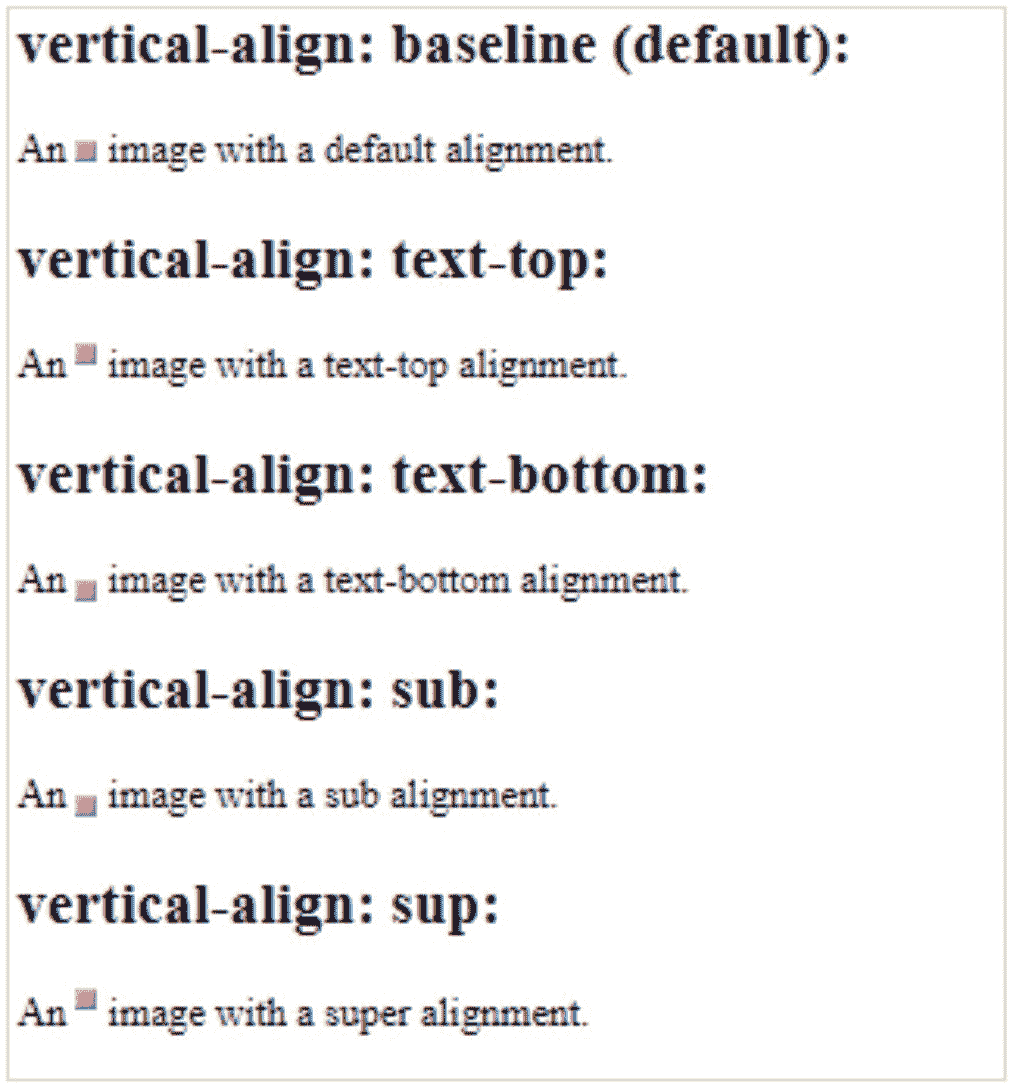 vertical-align: baseline (default):
An image with a default alignment.
vertical-align: text-top:
An image with a text-top alignment.
vertical-align: text-bottom:
An image with a text-bottom alignment.
vertical-align: sub:
An image with a sub alignment.
vertical-align: sup:
An image with a super alignment.